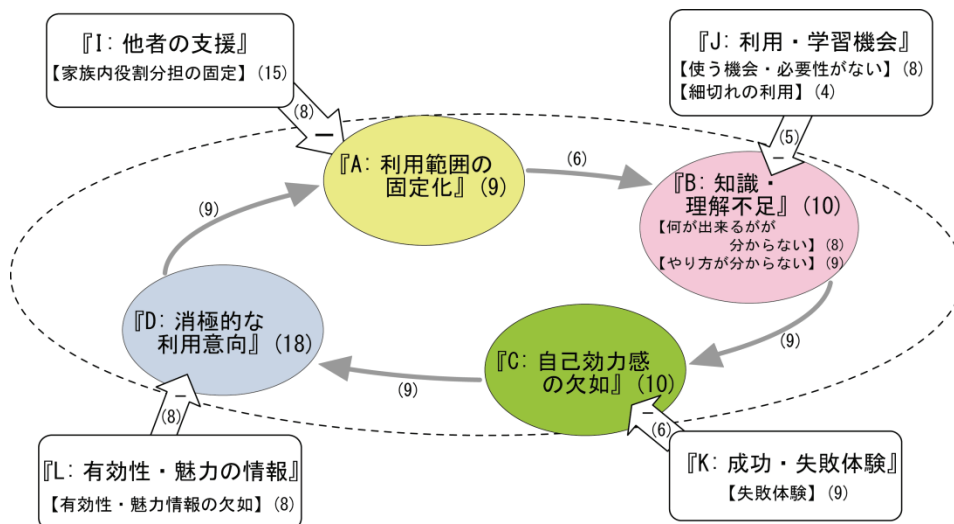 『I: 他者の支援』
【家族内役割分担の固定】(15)
(8)
−
『J: 利用・学習機会』
【使う機会・必要性がない】(8)
【細切れの利用】(4)
(5)
−
『A: 利用範囲の
固定化』(9)
(6)
『B: 知識・
理解不足』(10)
【何が出来るがが
分からない】(8)
【やり方が分からない】(9)
(9)
(9)
『D: 消極的な
利用意向』(18)
『C: 自己効力感
の欠如』(10)
(9)
−
(8)
−
(6)
『L: 有効性・魅力の情報』
【有効性・魅力情報の欠如】(8)
『K: 成功・失敗体験』
【失敗体験】(9)